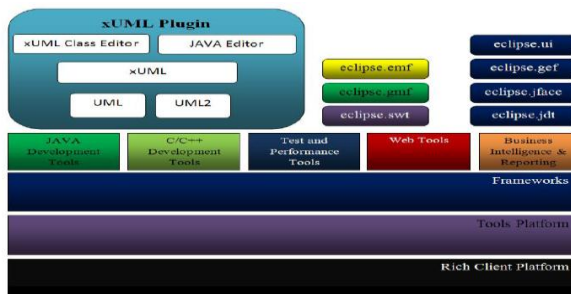 xUML Plugin
xUML Class Editor
JAVA Editor
xUML
UML
UML2
eclipse.emf
eclipse.gmf
eclipse.swt
eclipse.ui
eclipse.gef
eclipse.jface
eclipse.jdt
JAVA
Development
Tools
C/C++
Development
Tools
Test and
Performance
Tools
Web Tools
Business
Intelligence &
Reporting
Frameworks
Tools Platform
Rich Client Platform